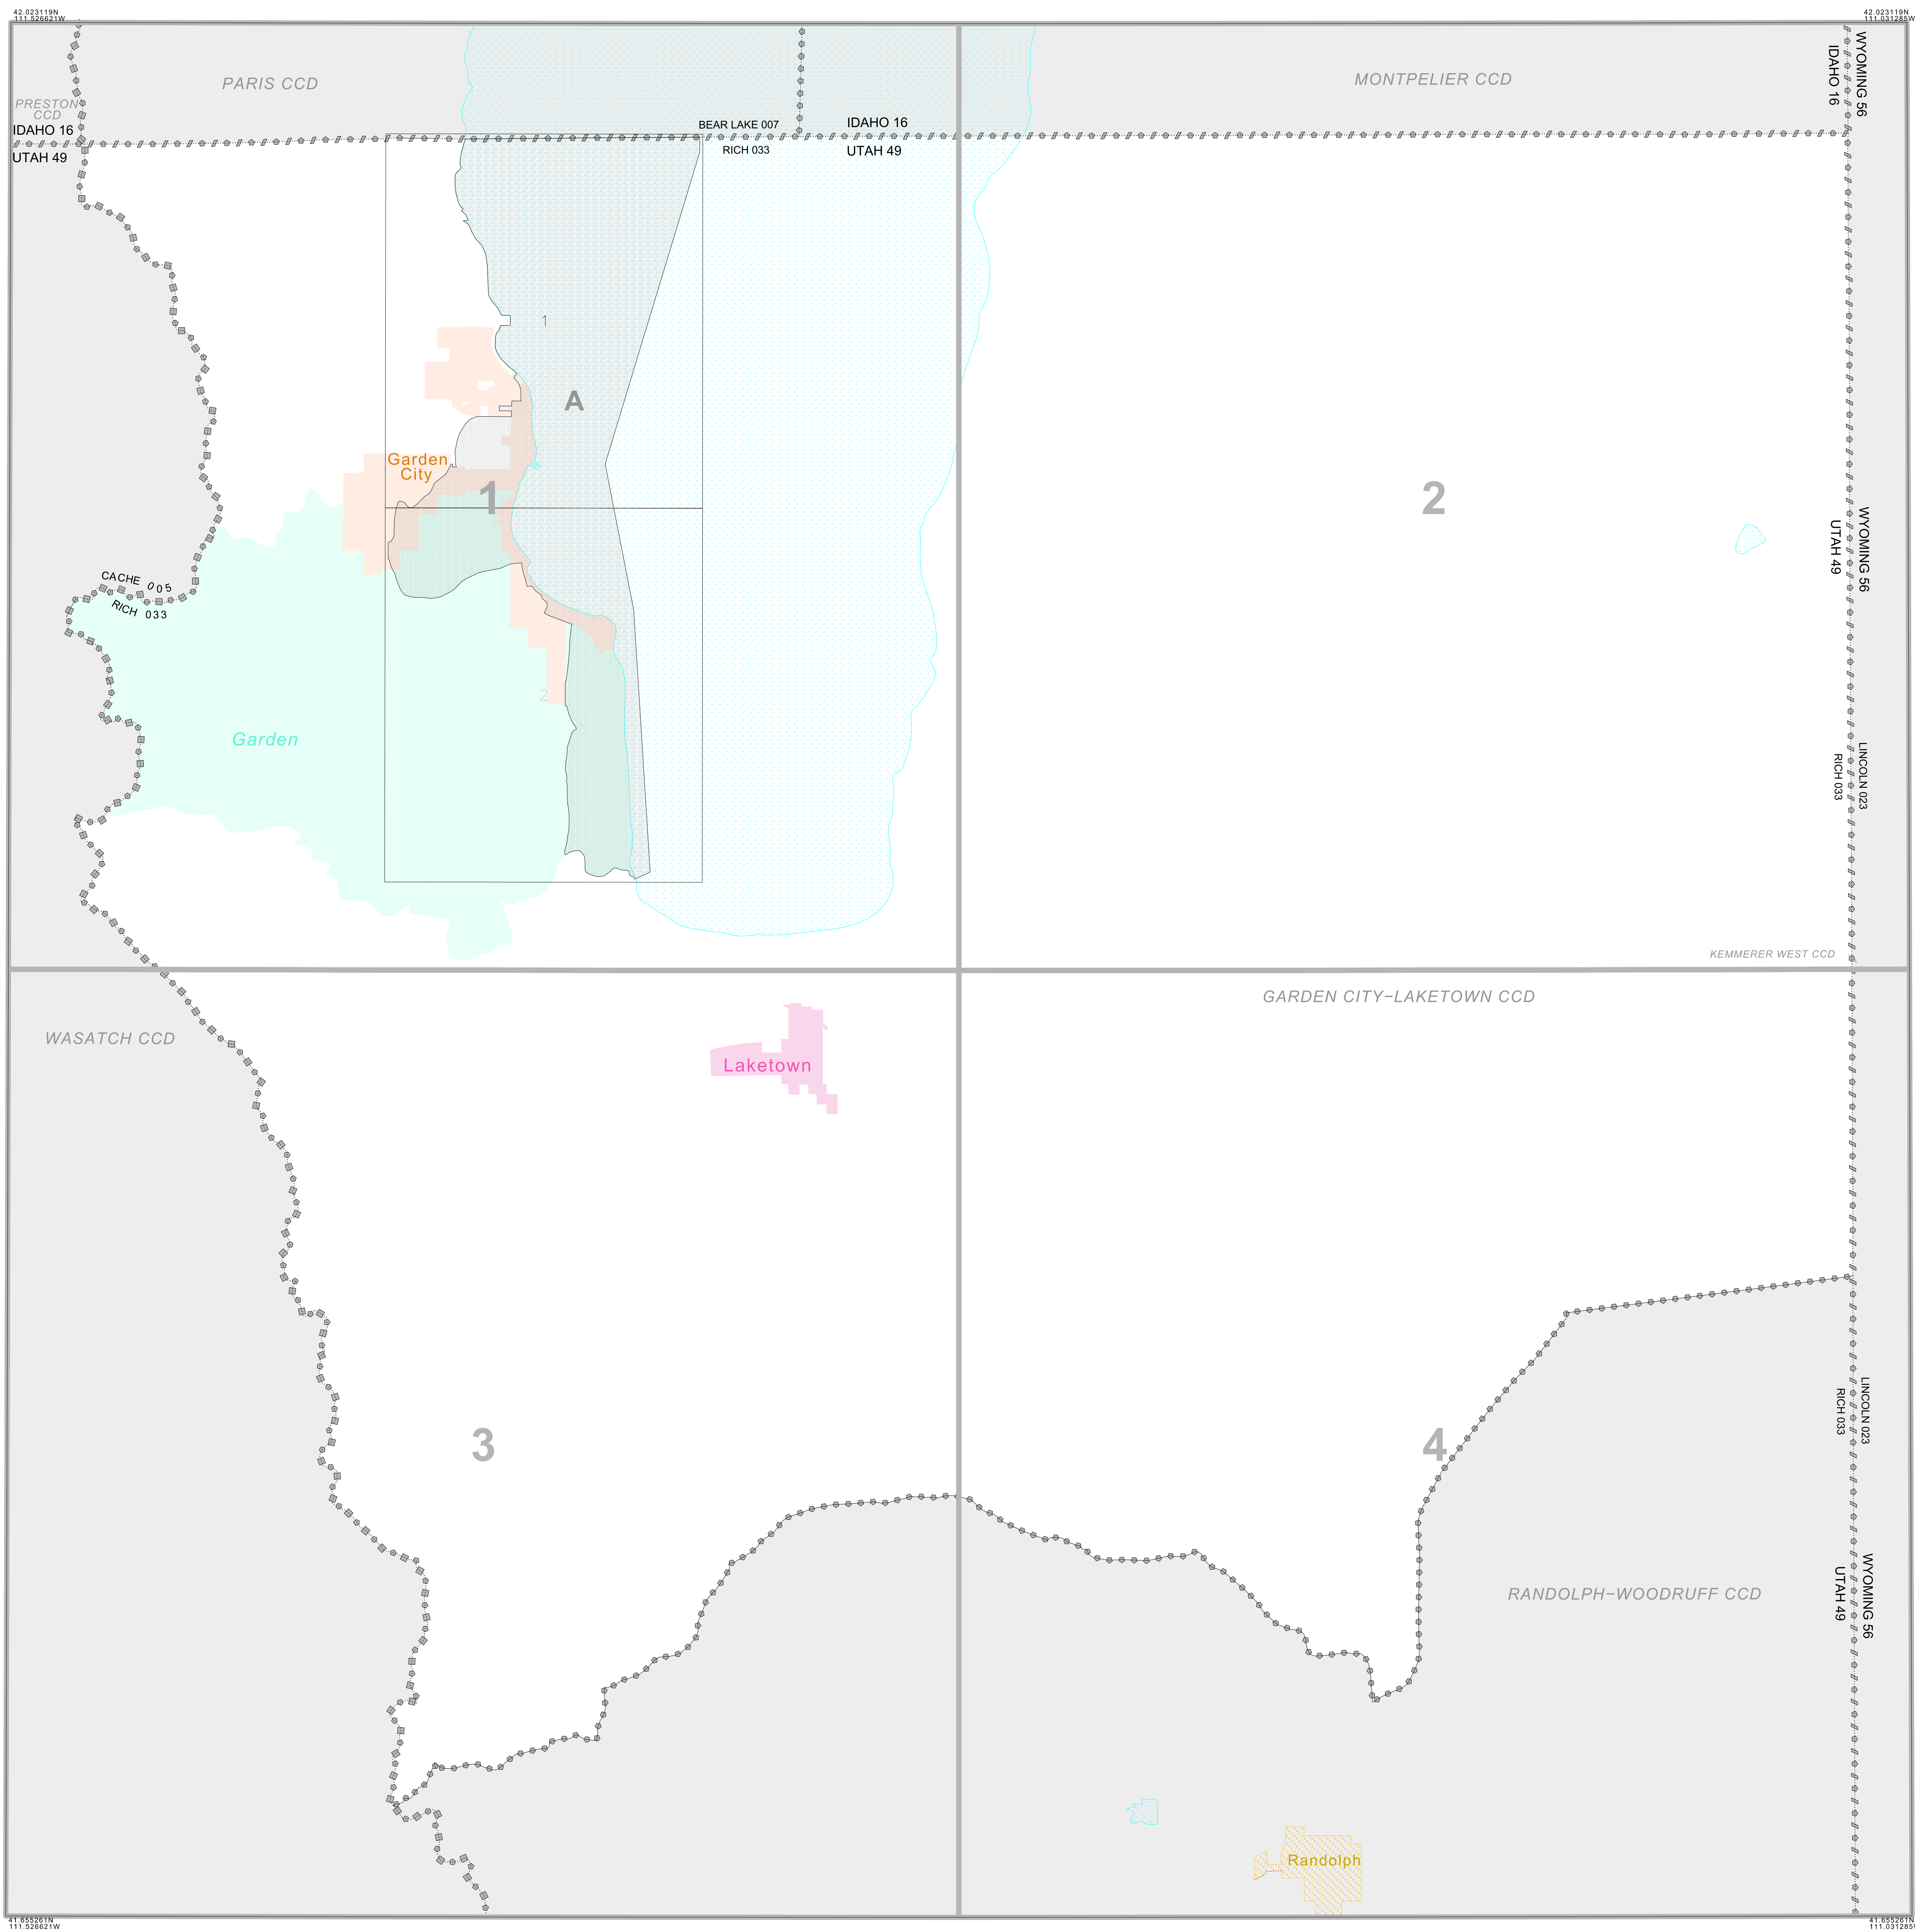 42.023119N
111.526621W
42.023119N
111.031285W
PARIS CCD
MONTPELIER CCD
WYOMING 56
IDAHO 16
PRESTON
CCD
IDAHO 16
UTAH 49
BEAR LAKE 007
RICH 033
IDAHO 16
UTAH 49
1
A
Garden
City
1
2
WYOMING 56
UTAH 49
CACHE 005
RICH 033
2
Garden
LINCOLN 023
RICH 033
KEMMERER WEST CCD
GARDEN CITY-LAKETOWN CCD
WASATCH CCD
Laketown
3
4
LINCOLN 023
RICH 033
WYOMING 56
UTAH 49
RANDOLPH-WOODRUFF CCD
Randolph
41.655261N
111.526621W
41.655261N
111.031285W